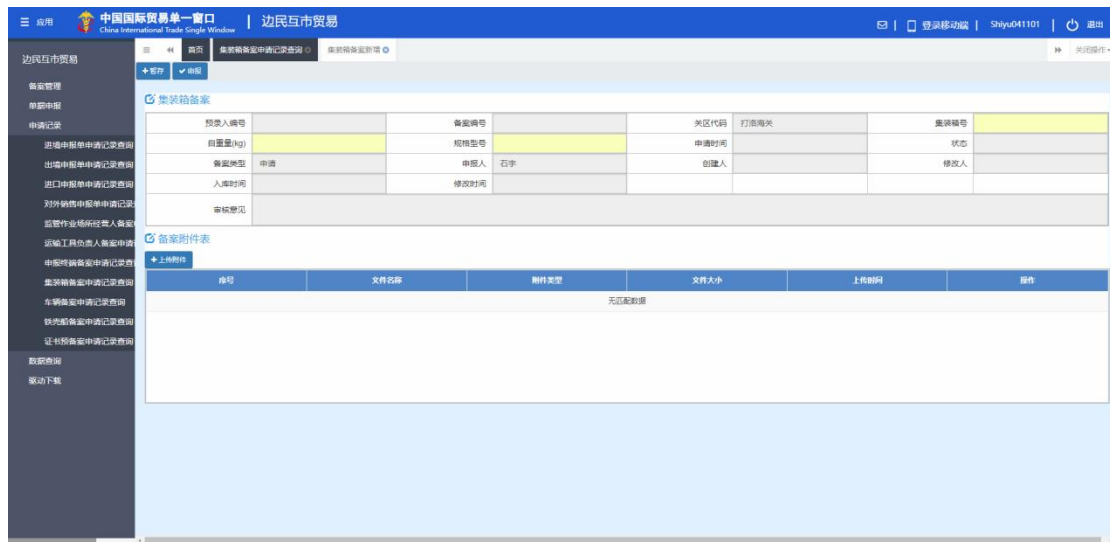 应用 中国国际贸易单一窗口 边民互市贸易 登录移动端 Shiyu041101 退出
China International Trade Single Window
首页 集装箱备案申请记录查询 集装箱备案新增 关闭操作
边民互市贸易
暂存 申报
备案管理
单据申报
申请记录
进境申报单申请记录查询
出境申报单申请记录查询
进口申报单申请记录查询
对外销售申报单申请记录
监管作业场所经营人备案
运输工具负责人备案申请
申报终端备案申请记录查
集装箱备案申请记录查询
车辆备案申请记录查询
铁壳船备案申请记录查询
证书预备案申请记录查询
数据查询
驱动下载
集装箱备案
预录入编号 备案编号 关区代码 打洛海关 集装箱号
自重量(kg) 规格型号 申请时间 状态
备案类型 申请 申报人 石宇 创建人 修改人
入库时间 修改时间
审核意见
备案附件表
上传附件
序号 文件名称 附件类型 文件大小 上传时间 操作
无匹配数据